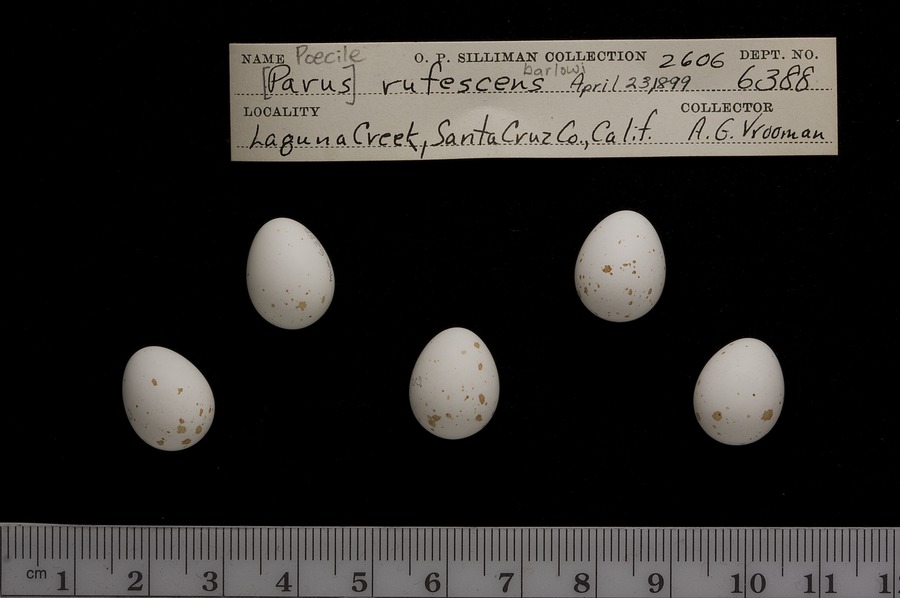 NAME Poecile O. P. SILLIMAN COLLECTION 2606 DEPT. NO.
[Parus] rufescens barlowi April 23, 1899 6388
LOCALITY COLLECTOR
Laguna Creek, Santa Cruz Co., Calif. A. G. Vrooman
cm 1 2 3 4 5 6 7 8 9 10 11